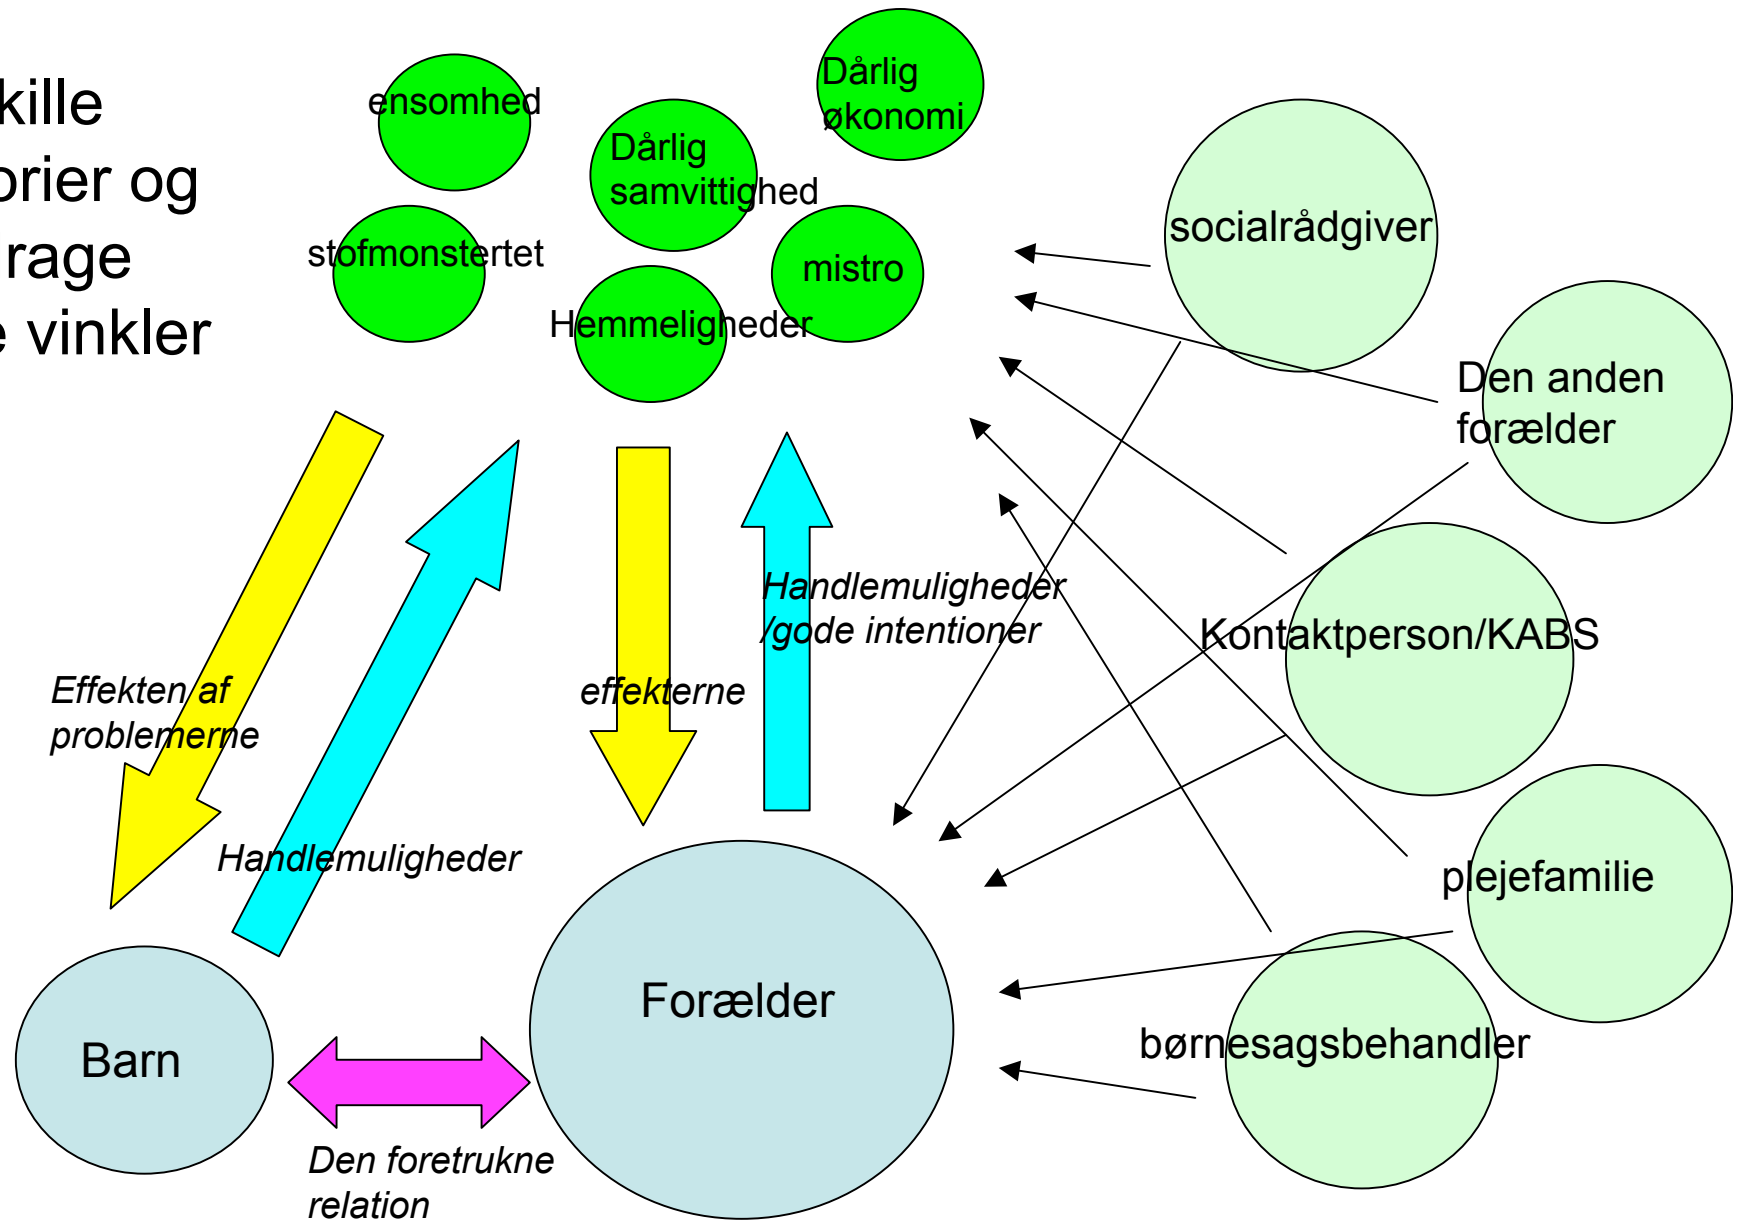 kille
orier og
rage
e vinkler
ensomhed
Dårlig
samvittighed
Dårlig
økonomi
stofmonstertet
Hemmeligheder
mistro
socialrådgiver
Den anden
forælder
Kontaktperson/KABS
plejefamilie
børnesagsbehandler
Handlemuligheder
/gode intentioner
effekterne
Effekten af
problemerne
Handlemuligheder
Forælder
Barn
Den foretrukne
relation